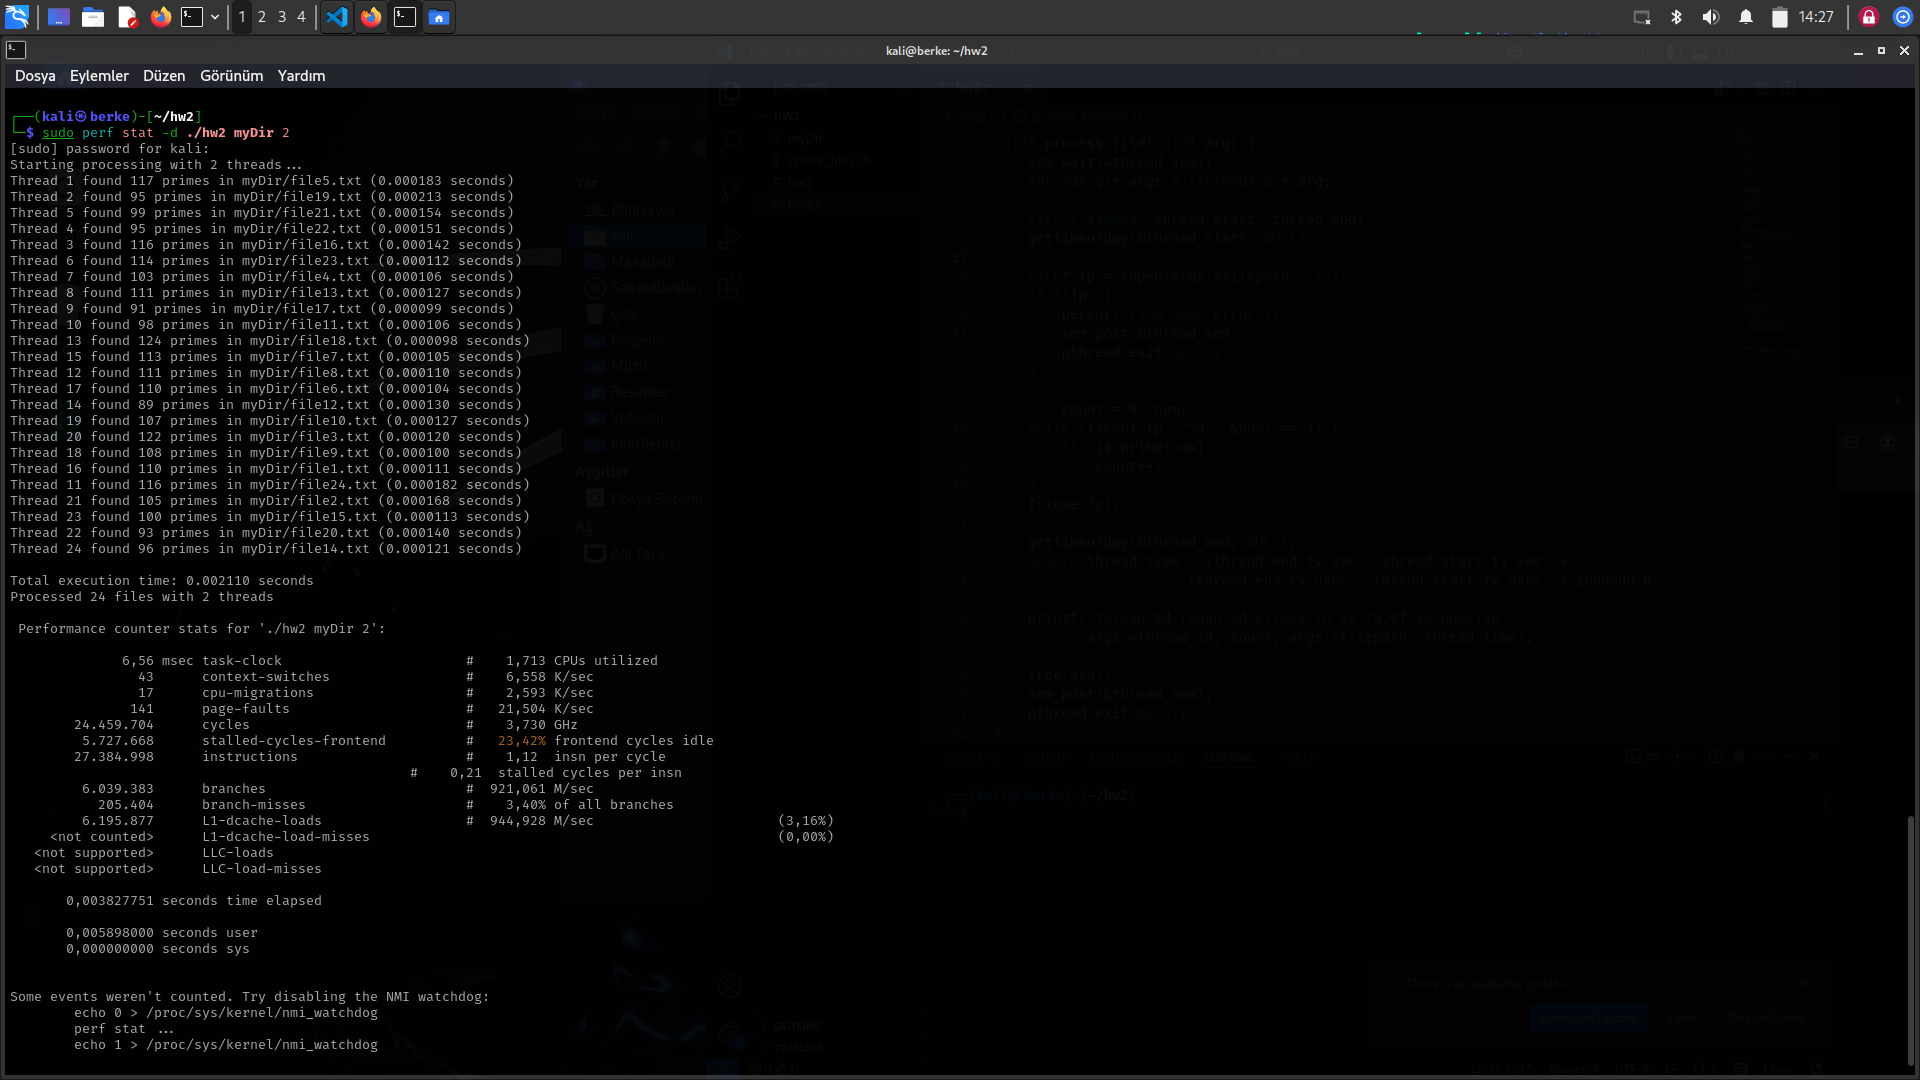 1 2 3 4
14:27
kali@berke: ~/hw2
Dosya Eylemler Düzen Görünüm Yardım
┌──(kali㉿berke)-[~/hw2]
└─$ sudo perf stat -d ./hw2 myDir 2
[sudo] password for kali:
Starting processing with 2 threads...
Thread 1 found 117 primes in myDir/file5.txt (0.000183 seconds)
Thread 2 found 95 primes in myDir/file19.txt (0.000213 seconds)
Thread 5 found 99 primes in myDir/file21.txt (0.000154 seconds)
Thread 4 found 95 primes in myDir/file22.txt (0.000151 seconds)
Thread 3 found 116 primes in myDir/file16.txt (0.000142 seconds)
Thread 6 found 114 primes in myDir/file23.txt (0.000112 seconds)
Thread 7 found 103 primes in myDir/file4.txt (0.000106 seconds)
Thread 8 found 111 primes in myDir/file13.txt (0.000127 seconds)
Thread 9 found 91 primes in myDir/file17.txt (0.000099 seconds)
Thread 10 found 98 primes in myDir/file11.txt (0.000106 seconds)
Thread 13 found 124 primes in myDir/file18.txt (0.000098 seconds)
Thread 15 found 113 primes in myDir/file7.txt (0.000105 seconds)
Thread 12 found 111 primes in myDir/file8.txt (0.000110 seconds)
Thread 17 found 110 primes in myDir/file6.txt (0.000104 seconds)
Thread 14 found 89 primes in myDir/file12.txt (0.000130 seconds)
Thread 19 found 107 primes in myDir/file10.txt (0.000127 seconds)
Thread 20 found 122 primes in myDir/file3.txt (0.000120 seconds)
Thread 18 found 108 primes in myDir/file9.txt (0.000100 seconds)
Thread 16 found 110 primes in myDir/file1.txt (0.000111 seconds)
Thread 11 found 116 primes in myDir/file24.txt (0.000182 seconds)
Thread 21 found 105 primes in myDir/file2.txt (0.000168 seconds)
Thread 23 found 100 primes in myDir/file15.txt (0.000113 seconds)
Thread 22 found 93 primes in myDir/file20.txt (0.000140 seconds)
Thread 24 found 96 primes in myDir/file14.txt (0.000121 seconds)
Total execution time: 0.002110 seconds
Processed 24 files with 2 threads
Performance counter stats for './hw2 myDir 2':
6,56 msec task-clock # 1,713 CPUs utilized
43 context-switches # 6,558 K/sec
17 cpu-migrations # 2,593 K/sec
141 page-faults # 21,504 K/sec
24.459.704 cycles # 3,730 GHz
5.727.668 stalled-cycles-frontend # 23,42% frontend cycles idle
27.384.998 instructions # 1,12 insn per cycle
# 0,21 stalled cycles per insn
6.039.383 branches # 921,061 M/sec
205.404 branch-misses # 3,40% of all branches
6.195.877 L1-dcache-loads # 944,928 M/sec (3,16%)
<not counted> L1-dcache-load-misses (0,00%)
<not supported> LLC-loads
<not supported> LLC-load-misses
0,003827751 seconds time elapsed
0,005898000 seconds user
0,000000000 seconds sys
Some events weren't counted. Try disabling the NMI watchdog:
echo 0 > /proc/sys/kernel/nmi_watchdog
perf stat ...
echo 1 > /proc/sys/kernel/nmi_watchdog